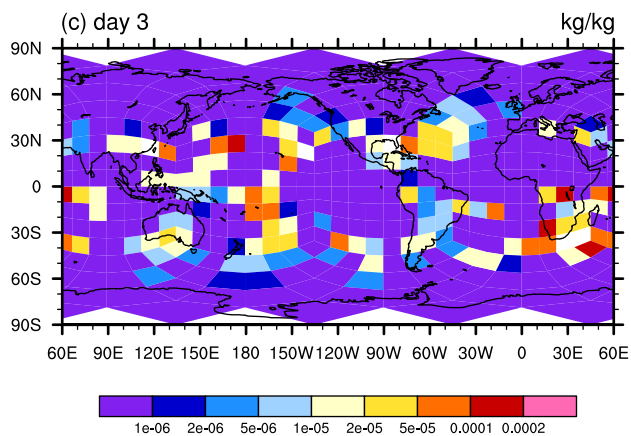 (c) day 3 kg/kg
90N
60N
30N
0
30S
60S
90S
60E 90E 120E 150E 180 150W 120W 90W 60W 30W 0 30E 60E
1e-06 2e-06 5e-06 1e-05 2e-05 5e-05 0.0001 0.0002